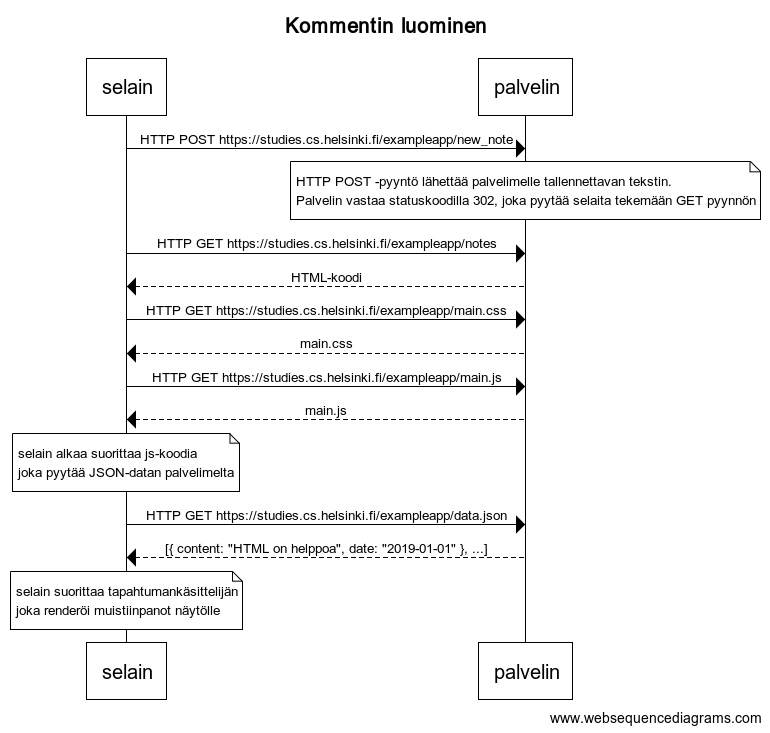 Kommentin luominen
selain
palvelin
HTTP POST https://studies.cs.helsinki.fi/exampleapp/new_note
HTTP POST -pyyntö lähettää palvelimelle tallennettavan tekstin.
Palvelin vastaa statuskoodilla 302, joka pyytää selaita tekemään GET pyynnön
HTTP GET https://studies.cs.helsinki.fi/exampleapp/notes
HTML-koodi
HTTP GET https://studies.cs.helsinki.fi/exampleapp/main.css
main.css
HTTP GET https://studies.cs.helsinki.fi/exampleapp/main.js
main.js
selain alkaa suorittaa js-koodia
joka pyytää JSON-datan palvelimelta
HTTP GET https://studies.cs.helsinki.fi/exampleapp/data.json
[{ content: "HTML on helppoa", date: "2019-01-01" }, ...]
selain suorittaa tapahtumankäsittelijän
joka renderöi muistiinpanot näytölle
selain
palvelin
www.websequencediagrams.com